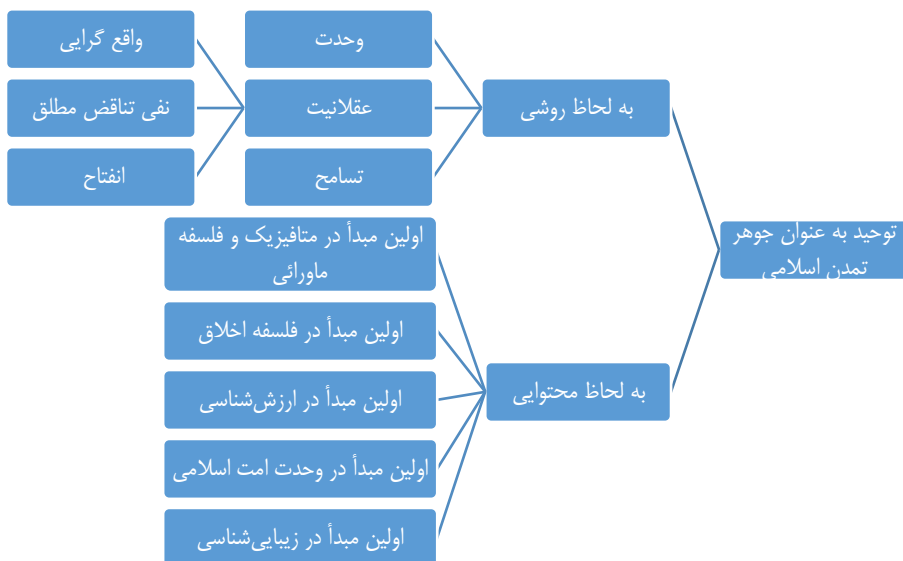 توحید به عنوان جوهر
تمدن اسلامی
به لحاظ روشی
وحدت
عقلانیت
تسامح
واقع گرایی
نفی تناقض مطلق
انفتاح
به لحاظ محتوایی
اولین مبدأ در متافیزیک و فلسفه
ماورائی
اولین مبدأ در فلسفه اخلاق
اولین مبدأ در ارزش‌شناسی
اولین مبدأ در وحدت امت اسلامی
اولین مبدأ در زیبایی‌شناسی